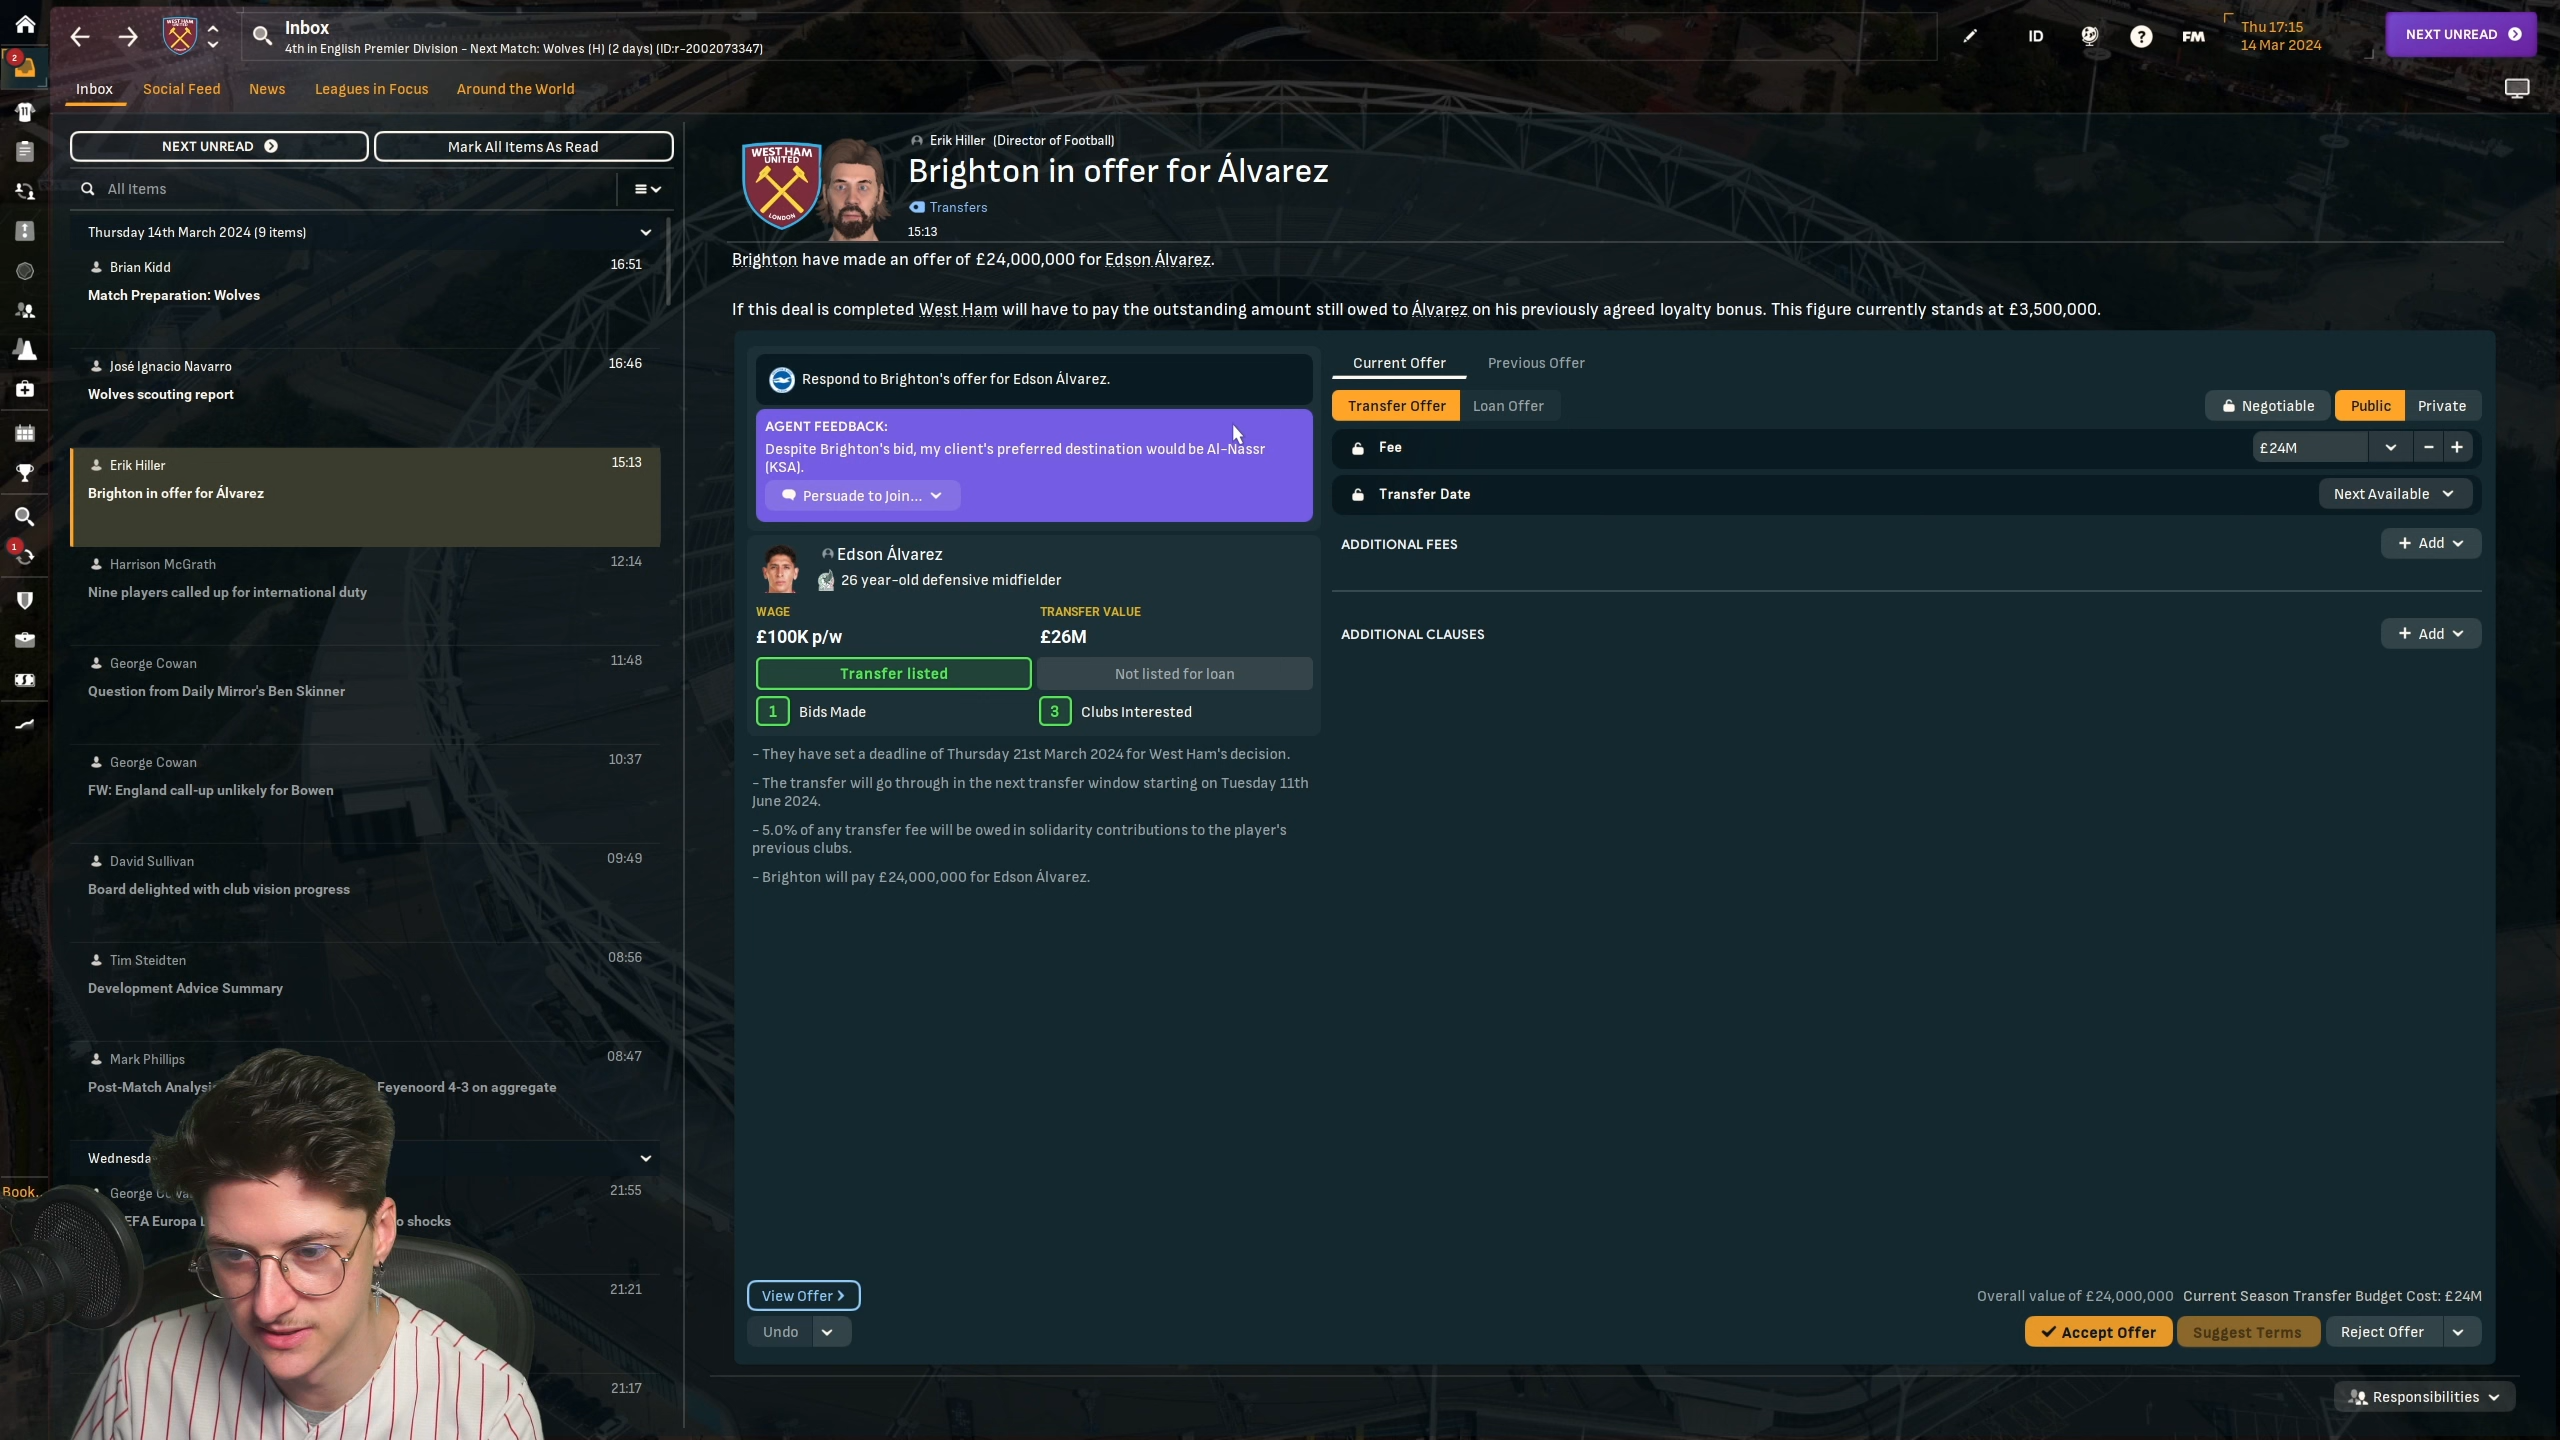 Inbox
4th in English Premier Division - Next Match: Wolves (H) (2 days) (ID:r-2002073347)
ID
?
FM
Thu 17:15
14 Mar 2024
NEXT UNREAD
2
Inbox
Social Feed
News
Leagues in Focus
Around the World
NEXT UNREAD
Mark All Items As Read
All Items
Thursday 14th March 2024 (9 items)
Brian Kidd
16:51
Match Preparation: Wolves
José Ignacio Navarro
16:46
Wolves scouting report
Erik Hiller
15:13
Brighton in offer for Álvarez
Harrison McGrath
12:14
Nine players called up for international duty
1
George Cowan
11:48
Question from Daily Mirror's Ben Skinner
George Cowan
10:37
FW: England call-up unlikely for Bowen
David Sullivan
09:49
Board delighted with club vision progress
Tim Steidten
08:56
Development Advice Summary
Mark Phillips
08:47
Post-Match Analysi
Feyenoord 4-3 on aggregate
Wednesda
Book...
George
21:55
EFA Europa
o shocks
21:21
21:17
WEST HAM
UNITED
LONDON
Erik Hiller (Director of Football)
Brighton in offer for Álvarez
Transfers
15:13
Brighton have made an offer of £24,000,000 for Edson Álvarez.
If this deal is completed West Ham will have to pay the outstanding amount still owed to Álvarez on his previously agreed loyalty bonus. This figure currently stands at £3,500,000.
Respond to Brighton's offer for Edson Álvarez.
AGENT FEEDBACK:
Despite Brighton's bid, my client's preferred destination would be Al-Nassr
(KSA).
Persuade to Join...
Edson Álvarez
26 year-old defensive midfielder
WAGE
TRANSFER VALUE
£100K p/w
£26M
Transfer listed
Not listed for loan
1 Bids Made
3 Clubs Interested
- They have set a deadline of Thursday 21st March 2024 for West Ham's decision.
- The transfer will go through in the next transfer window starting on Tuesday 11th
June 2024.
- 5.0% of any transfer fee will be owed in solidarity contributions to the player's
previous clubs.
- Brighton will pay £24,000,000 for Edson Álvarez.
Current Offer
Previous Offer
Transfer Offer
Loan Offer
Negotiable
Public
Private
Fee
£24M
Transfer Date
Next Available
ADDITIONAL FEES
+ Add
ADDITIONAL CLAUSES
+ Add
View Offer
Undo
Overall value of £24,000,000 Current Season Transfer Budget Cost: £24M
Accept Offer
Suggest Terms
Reject Offer
Responsibilities